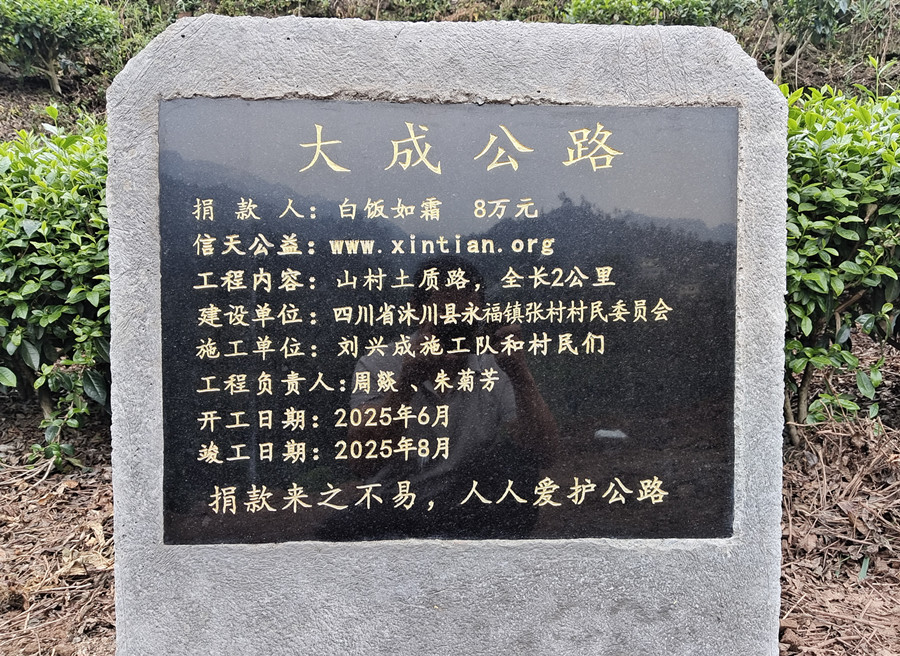 大成公路
捐款人：白饭如霜 8万元
信天公益：www.xintian.org
工程内容：山村土质路，全长2公里
建设单位：四川省沐川县永福镇张村村民委员会
施工单位：刘兴成施工队和村民们
工程负责人：周燚、朱菊芳
开工日期：2025年6月
竣工日期：2025年8月
捐款来之不易，人人爱护公路